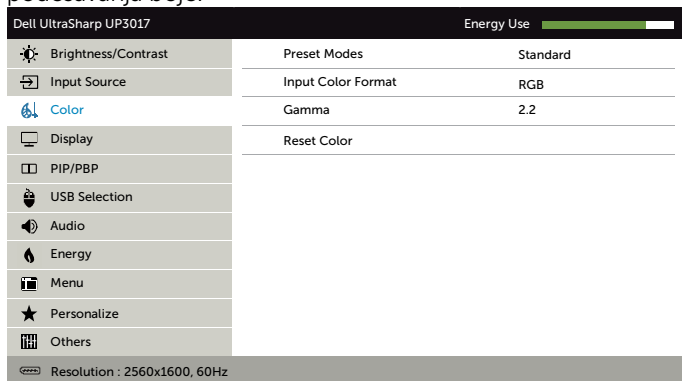 Dell UltraSharp UP3017 Energy Use
Brightness/Contrast Preset Modes Standard
Input Source Input Color Format RGB
Color Gamma 2.2
Display Reset Color
PIP/PBP
USB Selection
Audio
Energy
Menu
Personalize
Others
Resolution : 2560x1600, 60Hz